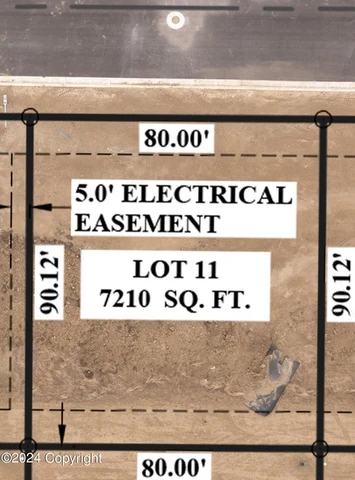 80.00'
5.0' ELECTRICAL
EASEMENT
90.12'
LOT 11
7210 SQ. FT.
90.12'
©2024 Copyright
80.00'